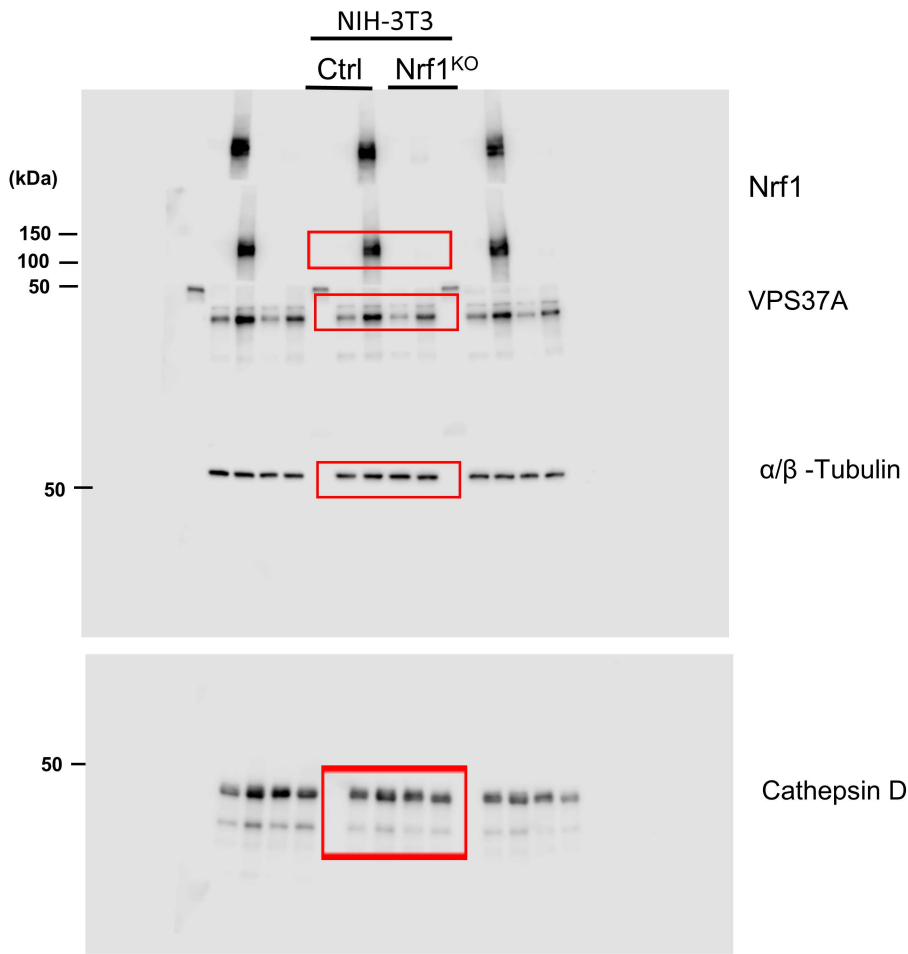 NIH-3T3
Ctrl Nrf1KO
(kDa)
Nrf1
150
100
50
VPS37A
α/β -Tubulin
50
50
Cathepsin D